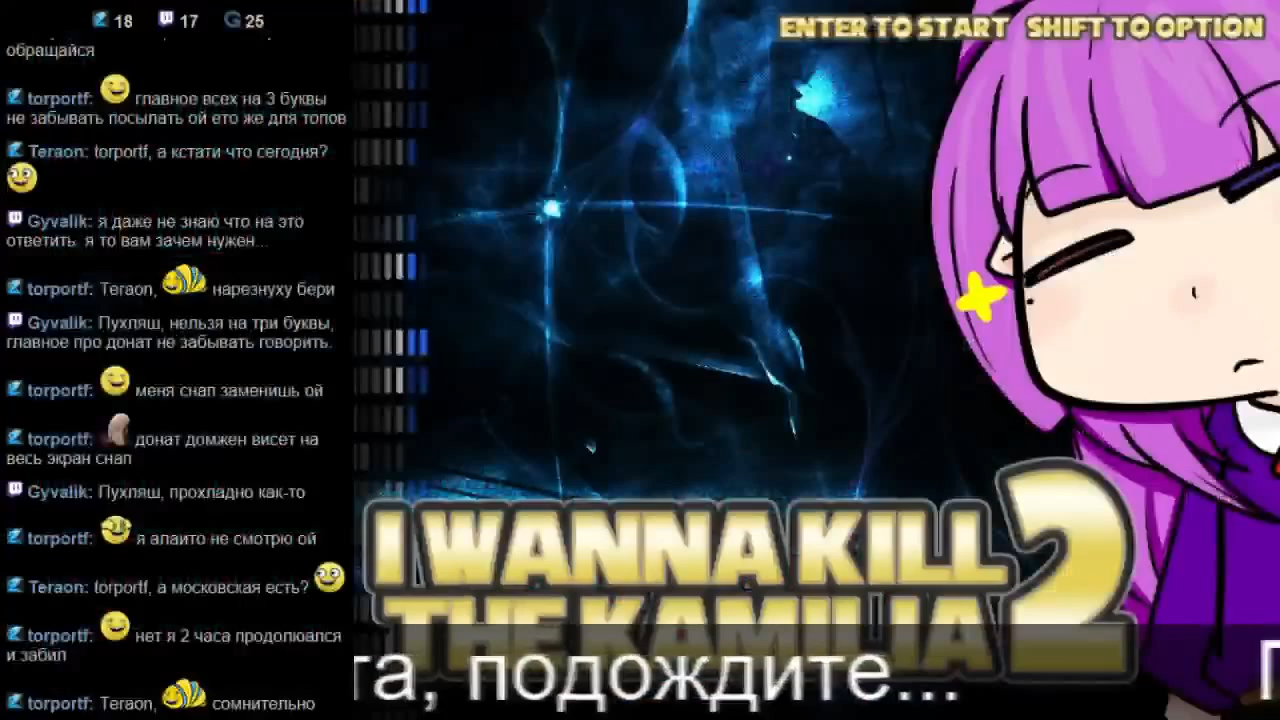 18 17 25
обращайся
torportf: главное всех на 3 буквы
не забывать посылать ой ето же для топов
Teraon: torportf, а кстати что сегодня?
Gyvalik: я даже не знаю что на это
ответить я то вам зачем нужен...
torportf: Teraon, нарезнуху бери
Gyvalik: Пухляш, нельзя на три буквы,
главное про донат не забывать говорить.
torportf: меня снап заменишь ой
torportf: донат домжен висет на
весь экран снап
Gyvalik: Пухляш, прохладно как-то
torportf: я апаито не смотрю ой
Teraon: torportf, а московская есть?
torportf: нет я 2 часа продолюался
и забил
torportf: Teraon, сомнительно
ENTER TO START SHIFT TO OPTION
I WANNA KILL
THE KAMILIA 2
та, подождите...